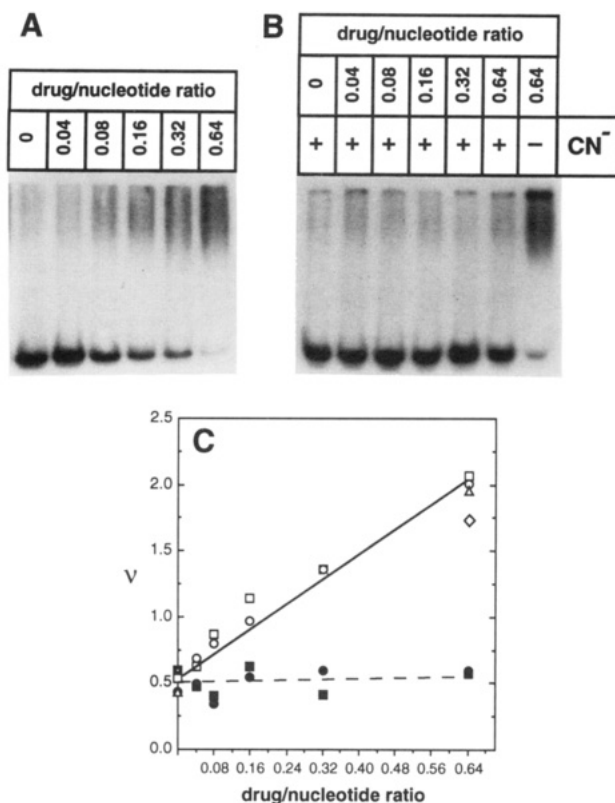 A
drug/nucleotide ratio
0 0.04 0.08 0.16 0.32 0.64
B
drug/nucleotide ratio
0 0.04 0.08 0.16 0.32 0.64 0.64
+ + + + + + − CN⁻
C
2.5
2.0
1.5
1.0
0.5
0.0
ν
0.08 0.16 0.24 0.32 0.40 0.48 0.56 0.64
drug/nucleotide ratio